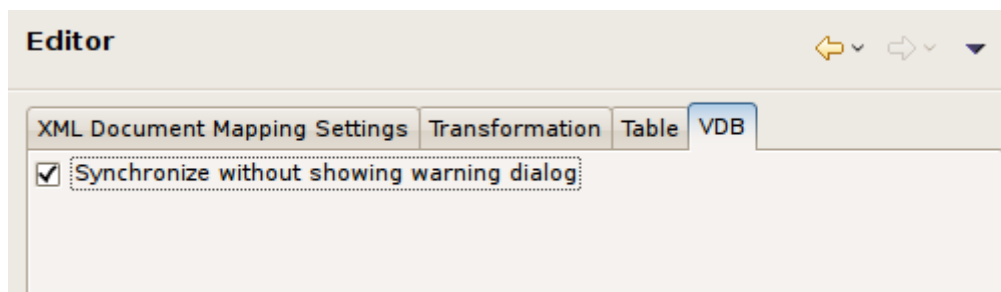 Editor
XML Document Mapping Settings Transformation Table VDB
Synchronize without showing warning dialog